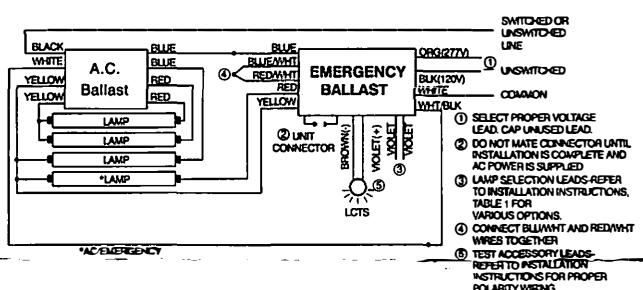 SWITCHED OR
UNSWITCHED
LINE
BLACK
WHITE
YELLOW
YELLOW
A.C.
Ballast
BLUE
BLUE
RED
RED
LAMP
LAMP
LAMP
*LAMP
BLUE
BLUE/WHT
④
RED/WHT
RED
YELLOW
EMERGENCY
BALLAST
ORG(277V)
① UNSWITCHED
BLK(120V)
WHITE
COMMON
WHT/BLK
② UNIT
CONNECTOR
BROWN(-)
VIOLET(+)
VIOLET
VIOLET
③
⑤
LCTS
*AC/EMERGENCY
① SELECT PROPER VOLTAGE
LEAD. CAP UNUSED LEAD.
② DO NOT MATE CONNECTOR UNTIL
INSTALLATION IS COMPLETE AND
AC POWER IS SUPPLIED
③ LAMP SELECTION LEADS-REFER
TO INSTALLATION INSTRUCTIONS,
TABLE 1 FOR
VARIOUS OPTIONS.
④ CONNECT BLU/WHT AND RED/WHT
WIRES TOGETHER
⑤ TEST ACCESSORY LEADS-
REFER TO INSTALLATION
INSTRUCTIONS FOR PROPER
POLARITY WIRING